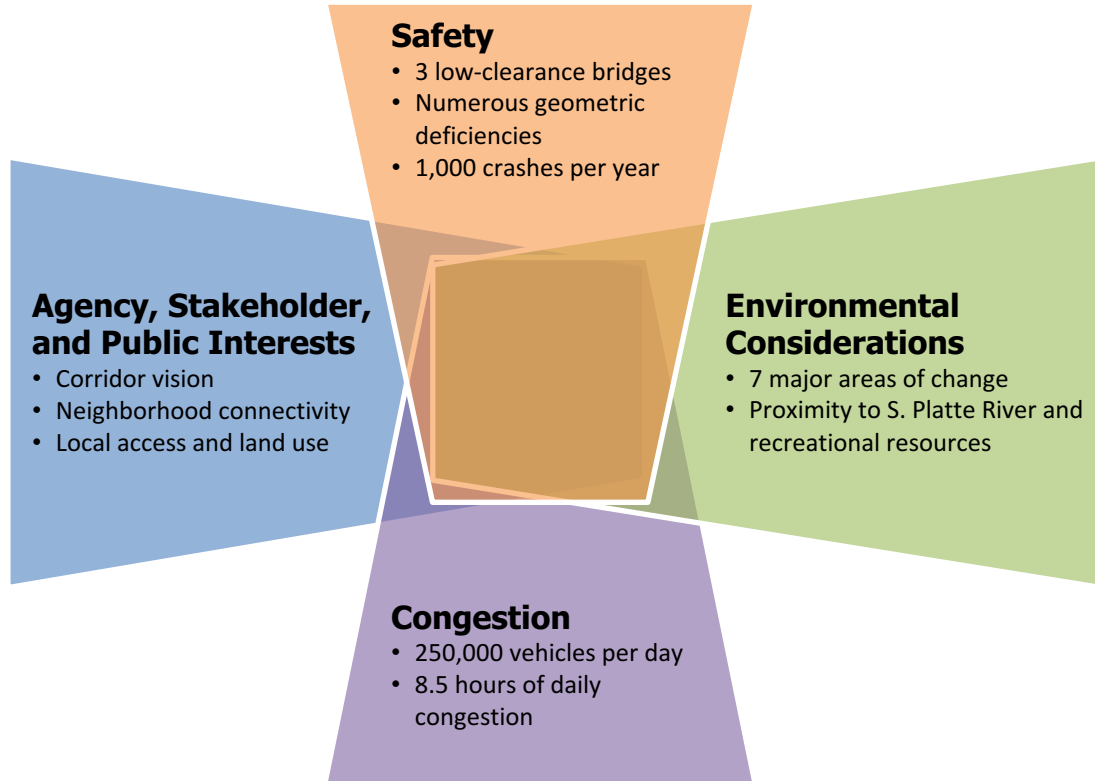 Safety
• 3 low-clearance bridges
• Numerous geometric
deficiencies
• 1,000 crashes per year
Agency, Stakeholder,
and Public Interests
• Corridor vision
• Neighborhood connectivity
• Local access and land use
Environmental
Considerations
• 7 major areas of change
• Proximity to S. Platte River and
recreational resources
Congestion
• 250,000 vehicles per day
• 8.5 hours of daily
congestion